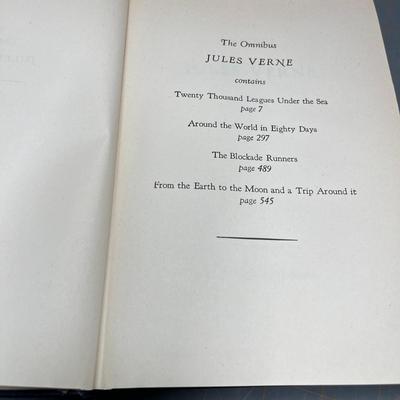 The Omnibus
JULES VERNE
contains
Twenty Thousand Leagues Under the Sea
page 7
Around the World in Eighty Days
page 297
The Blockade Runners
page 489
From the Earth to the Moon and a Trip Around it
page 545